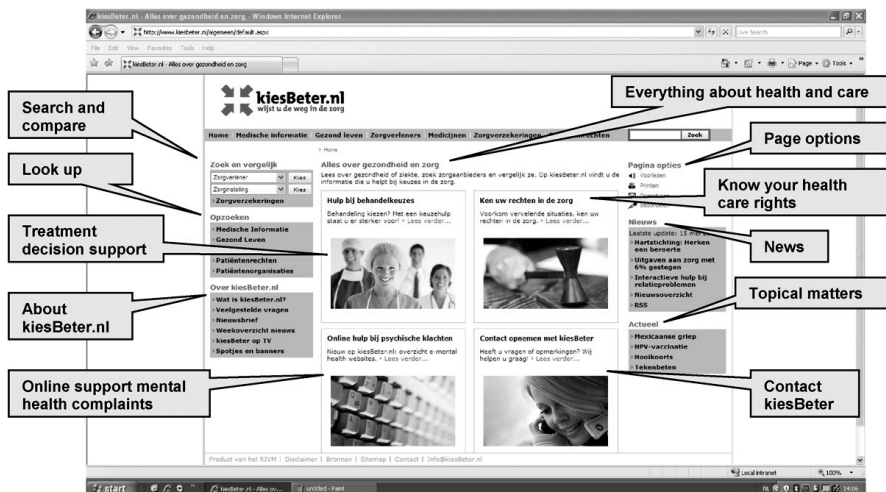 kiesBeter.nl - Alles over gezondheid en zorg - Windows Internet Explorer
http://www.kiesbeter.nl/algemeen/default.aspx
Live Search
File Edit View Favorites Tools Help
kiesBeter.nl - Alles over gezondheid en zorg
Page Tools
kiesBeter.nl
wijst u de weg in de zorg
Everything about health and care
Search and
compare
Home Medische informatie Gezond leven Zorgverleners Medicijnen Zorgverzekeringen
Zoek
Page options
Home
Zoek en vergelijk
Zorgverlener Kies
Zorginstelling Kies
Zorgverzekeringen
Alles over gezondheid en zorg
Lees over gezondheid of ziekte, zoek zorgaanbieders en vergelijk ze. Op kiesBeter.nl vindt u de
informatie die u helpt bij keuzes in de zorg.
Pagina opties
Voorlezen
Printen
Look up
Know your health
care rights
Opzoeken
Medische Informatie
Gezond Leven
Patiëntenrechten
Patiëntenorganisaties
Hulp bij behandelkeuzes
Behandeling kiezen? Met een keuzehulp
staat u er sterker voor! > Lees verder...
Ken uw rechten in de zorg
Voorkom vervelende situaties, ken uw
rechten in de zorg. > Lees verder...
Nieuws
Laatste update: 15 mei
Hartstichting: Herken
een beroerte
Uitgaven aan zorg met
6% gestegen
Interactieve hulp bij
relatieproblemen
Nieuwsoverzicht
RSS
Treatment
decision support
News
Topical matters
About
kiesBeter.nl
Over kiesBeter.nl
Wat is kiesBeter.nl?
Veelgestelde vragen
Nieuwsbrief
Weekoverzicht nieuws
kiesBeter op TV
Spotjes en banners
Online hulp bij psychische klachten
Nieuw op kiesBeter.nl: overzicht e-mental
health websites. > Lees verder...
Contact opnemen met kiesBeter
Heeft u vragen of opmerkingen? Wij
helpen u graag! > Lees verder...
Actueel
Mexicaanse griep
HPV-vaccinatie
Hooikoorts
Tekenbeten
Online support mental
health complaints
Contact
kiesBeter
Product van het RIVM | Disclaimer | Bronnen | Sitemap | Contact | Info@kiesBeter.nl
Local intranet 100%
start kiesBeter.nl - Alles ov... untitled - Paint NL 14:06